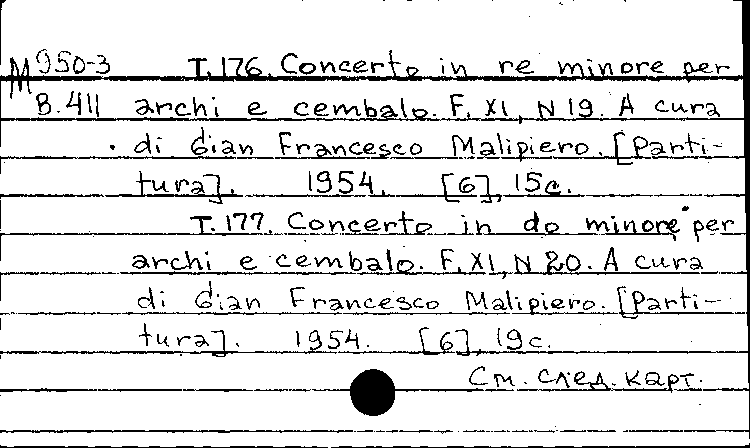 М 950-3 T. 176. Concerto in re minore per
B. 411 archi e cembalo. F. XI, N 19. A cura
di Gian Francesco Malipiero. [Parti-
tura]. 1954. [6], 15c.
T. 177. Concerto in do minore per
archi e cembalo. F. XI, N 20. A cura
di Gian Francesco Malipiero. [Parti-
tura]. 1954. [6], 19c.
См. след. карт.